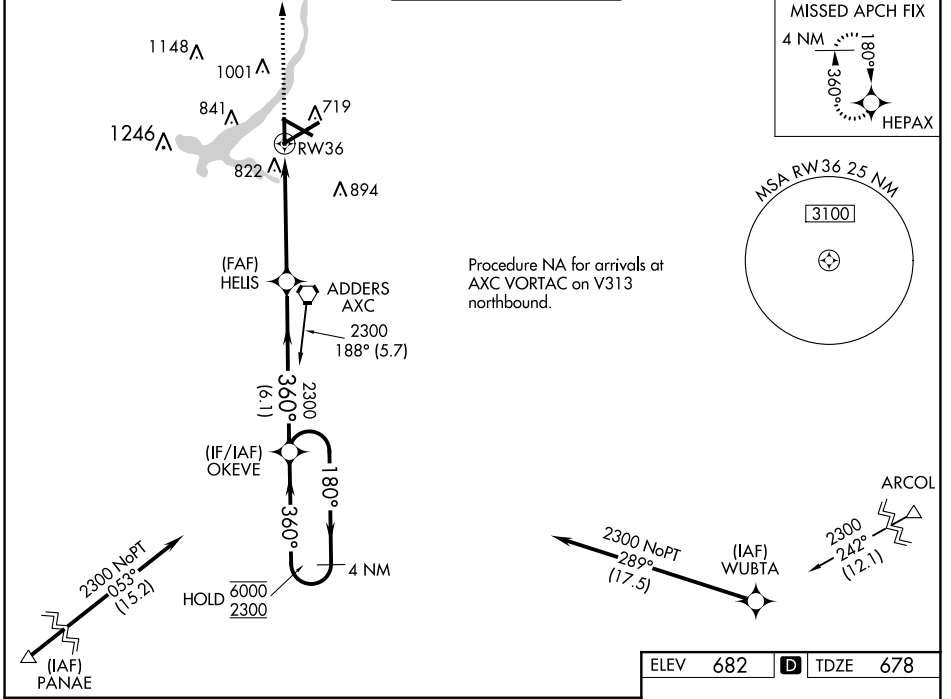 MISSED APCH FIX
4 NM
180°
360°
HEPAX
1148
1001
841
719
1246
RW36
822
894
MSA RW36 25 NM
3100
(FAF)
HELIS
ADDERS
AXC
2300
188° (5.7)
Procedure NA for arrivals at
AXC VORTAC on V313
northbound.
360°
2300
(6.1)
(IF/IAF)
OKEVE
180°
360°
4 NM
HOLD 6000
2300
2300 NoPT
053°
(15.2)
(IAF)
PANAE
2300 NoPT
289°
(17.5)
(IAF)
WUBTA
ARCOL
2300
242°
(12.1)
ELEV 682 D TDZE 678